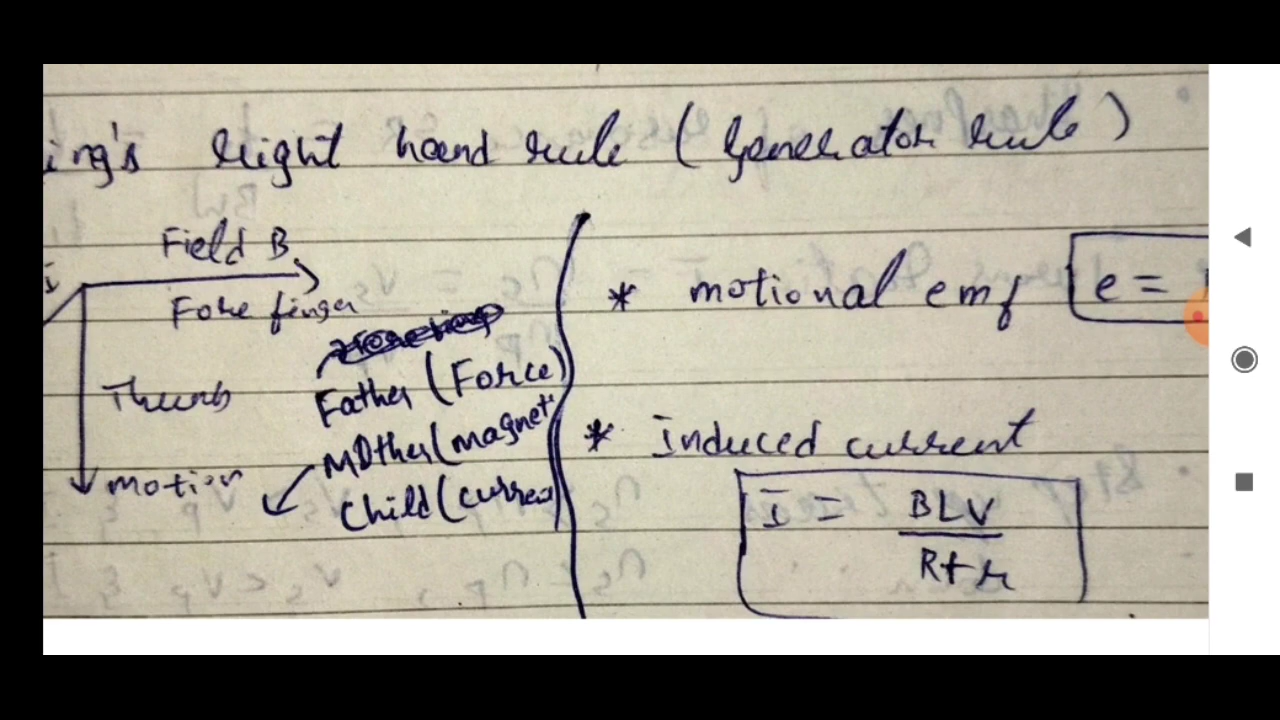 ing's right hand rule (Generator rule)
Field B
I
Fore finger
Thumb
motion
Father (Force)
MOther (magnet
Child (curren
* motional emf e =
* Induced current
I = BLV
R+r